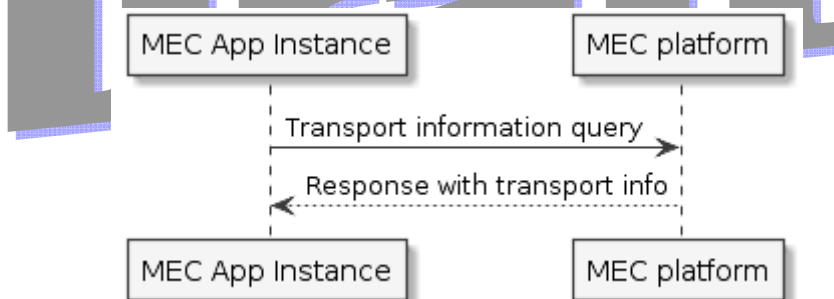 MEC App Instance MEC platform
Transport information query
Response with transport info
MEC App Instance MEC platform